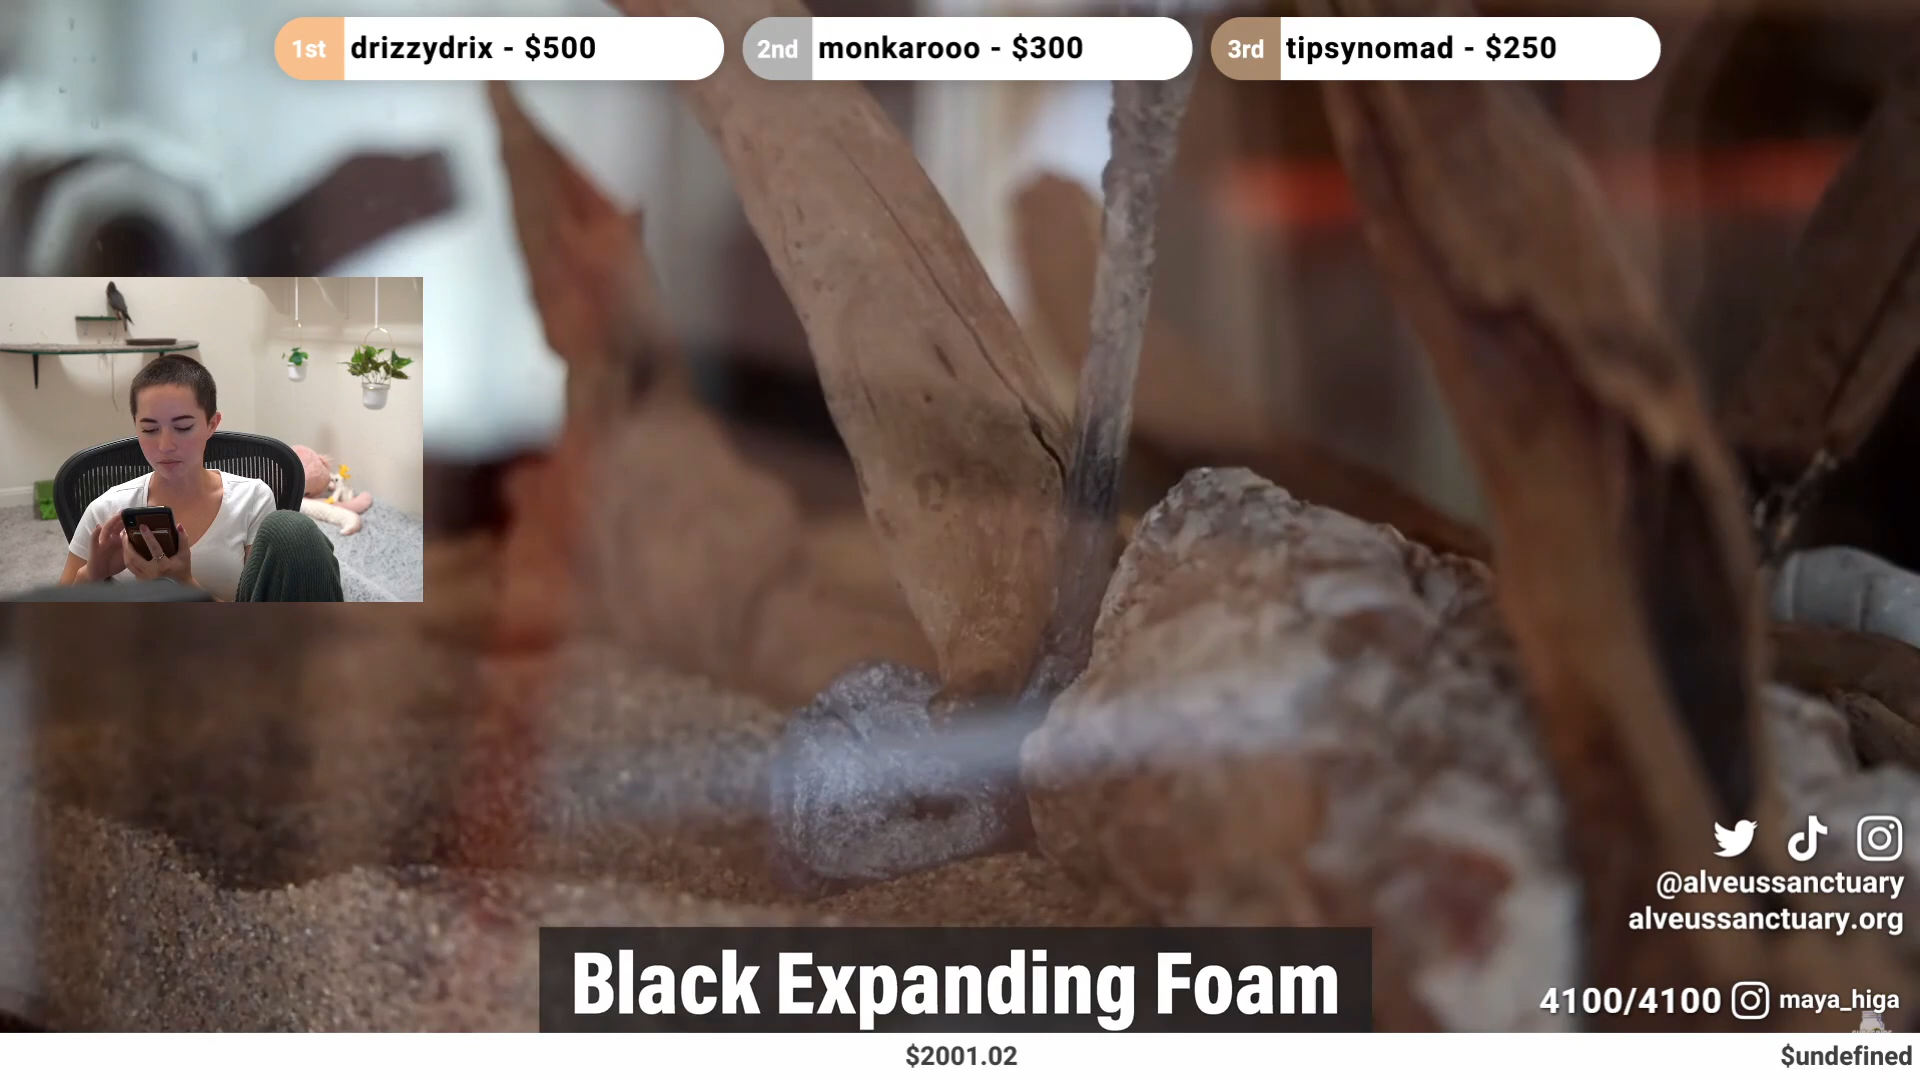 1st drizzydrix - $500
2nd monkarooo - $300
3rd tipsynomad - $250
@alveussanctuary
alveussanctuary.org
Black Expanding Foam
4100/4100 maya_higa
$2001.02
$undefined